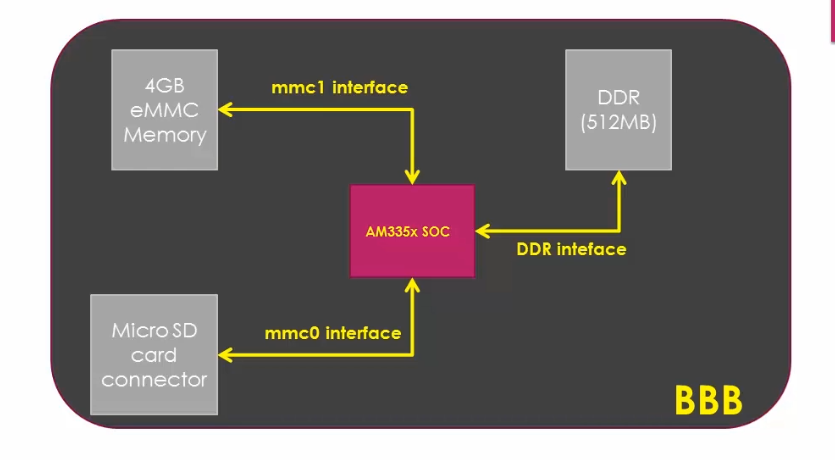 4GB
eMMC
Memory
mmc1 interface
DDR
(512MB)
AM335x SOC
DDR inteface
mmc0 interface
Micro SD
card
connector
BBB